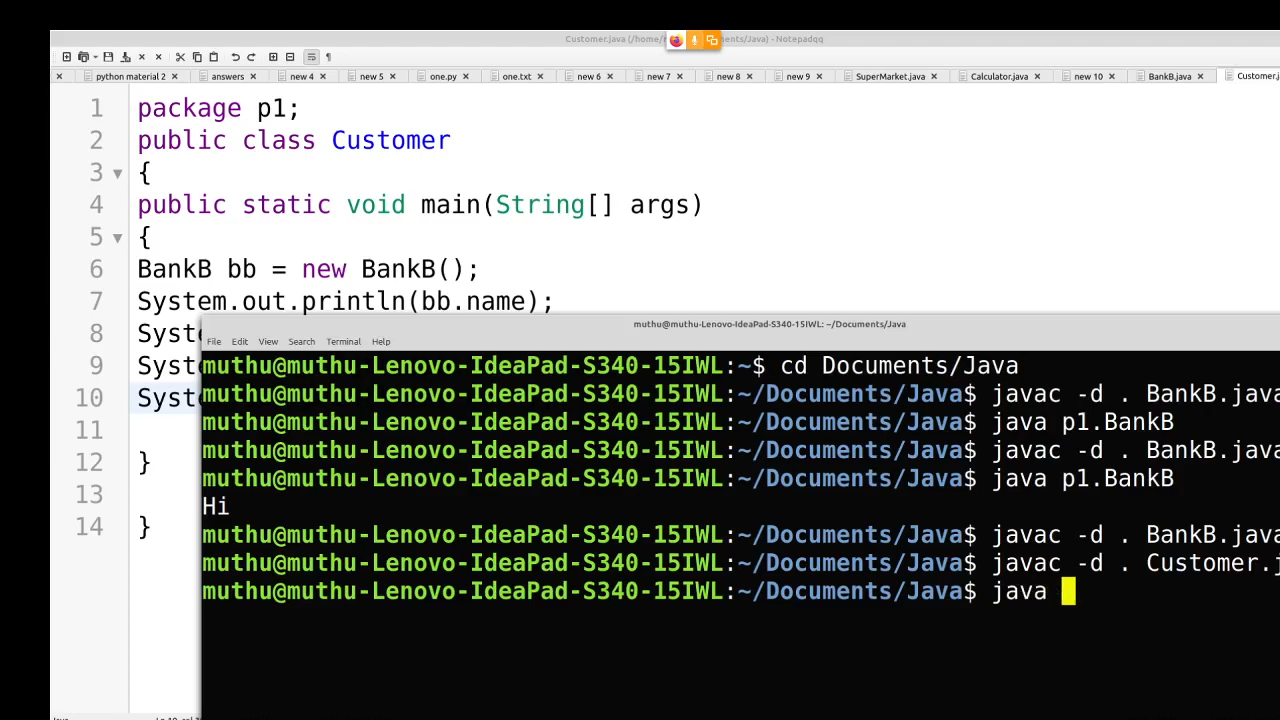 Customer.java (/home/m ments/Java) - Notepadqq
python material 2 answers new 4 new 5 one.py one.txt new 6 new 7 new 8 new 9 SuperMarket.java Calculator.java new 10 BankB.java Customer.j
1 package p1;
2 public class Customer
3 {
4 public static void main(String[] args)
5 {
6 BankB bb = new BankB();
7 System.out.println(bb.name);
8 Syste
9 Syste
10 Syste
11
12 }
13
14 }
muthu@muthu-Lenovo-IdeaPad-S340-15IWL: ~/Documents/Java
File Edit View Search Terminal Help
muthu@muthu-Lenovo-IdeaPad-S340-15IWL:~$ cd Documents/Java
muthu@muthu-Lenovo-IdeaPad-S340-15IWL:~/Documents/Java$ javac -d . BankB.java
muthu@muthu-Lenovo-IdeaPad-S340-15IWL:~/Documents/Java$ java p1.BankB
muthu@muthu-Lenovo-IdeaPad-S340-15IWL:~/Documents/Java$ javac -d . BankB.java
muthu@muthu-Lenovo-IdeaPad-S340-15IWL:~/Documents/Java$ java p1.BankB
Hi
muthu@muthu-Lenovo-IdeaPad-S340-15IWL:~/Documents/Java$ javac -d . BankB.java
muthu@muthu-Lenovo-IdeaPad-S340-15IWL:~/Documents/Java$ javac -d . Customer.j
muthu@muthu-Lenovo-IdeaPad-S340-15IWL:~/Documents/Java$ java